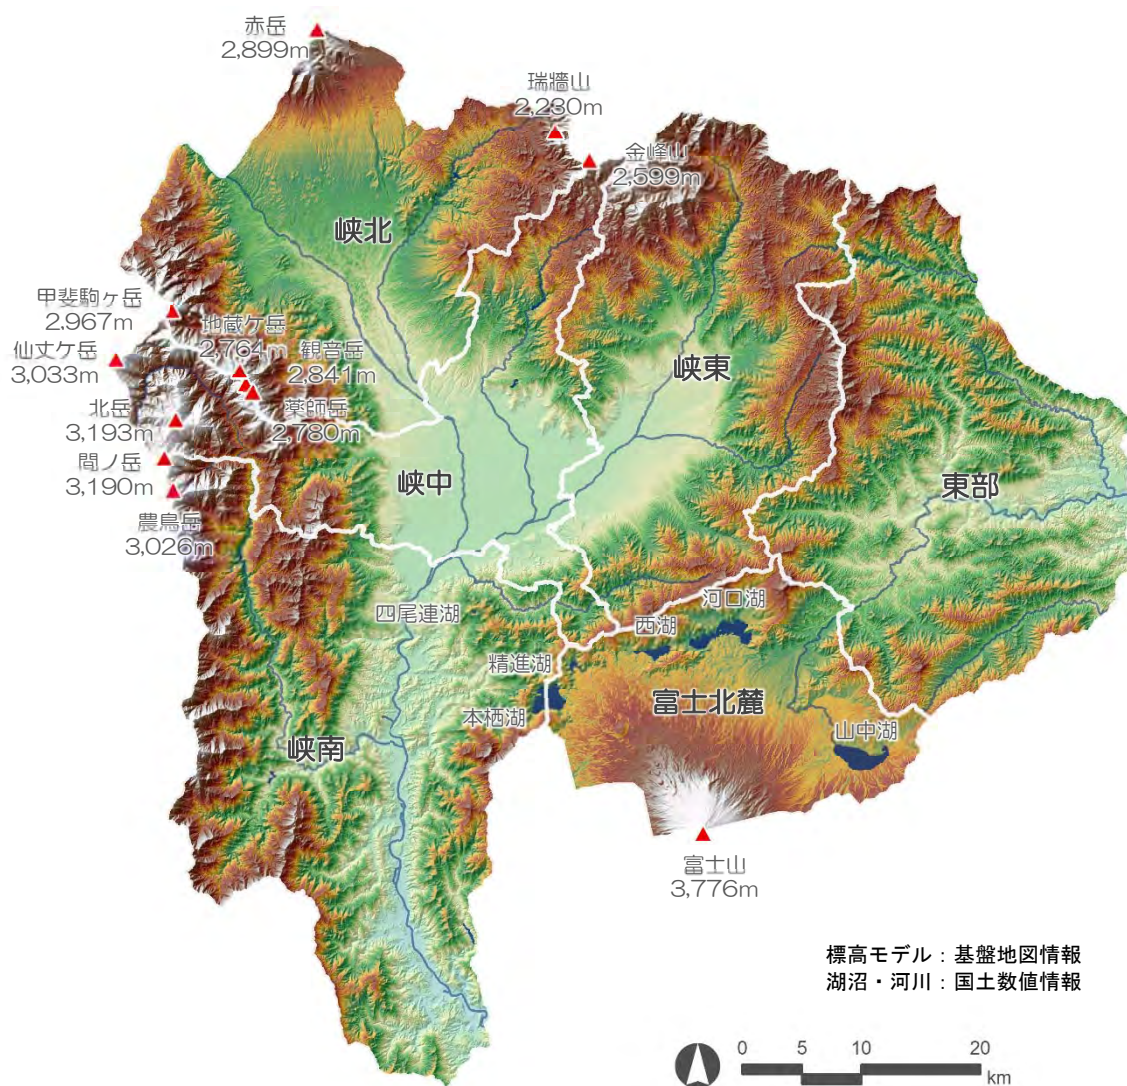 赤岳
2,899m
瑞牆山
2,230m
金峰山
2,599m
峡北
甲斐駒ヶ岳
2,967m
地蔵ケ岳
2,764m
観音岳
2,841m
仙丈ケ岳
3,033m
薬師岳
2,780m
北岳
3,193m
間ノ岳
3,190m
農鳥岳
3,026m
峡東
峡中
東部
四尾連湖
河口湖
西湖
精進湖
本栖湖
富士北麓
山中湖
峡南
富士山
3,776m
標高モデル：基盤地図情報
湖沼・河川：国土数値情報
0 5 10 20
km